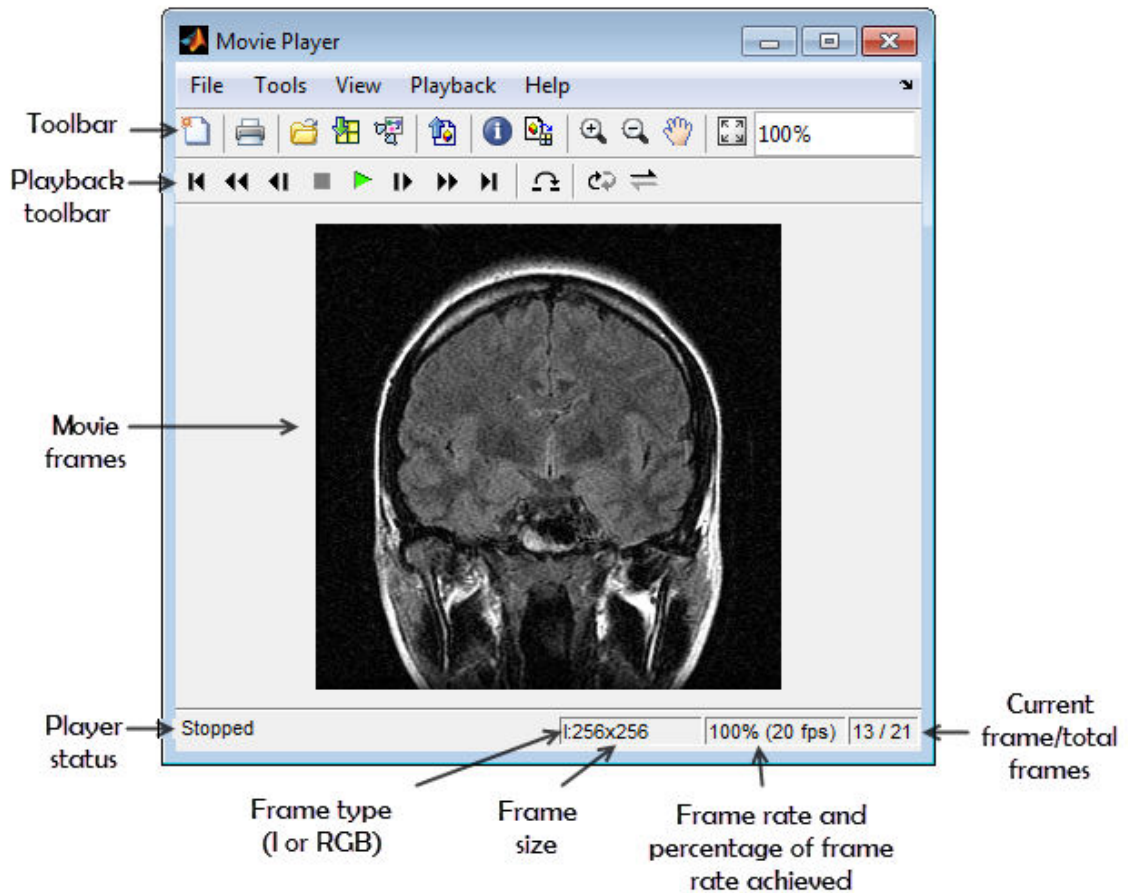 Movie Player
File Tools View Playback Help
Toolbar
100%
Playback
toolbar
Movie
frames
Player
status
Stopped
I:256x256
100% (20 fps)
13 / 21
Current
frame/total
frames
Frame type
(I or RGB)
Frame
size
Frame rate and
percentage of frame
rate achieved